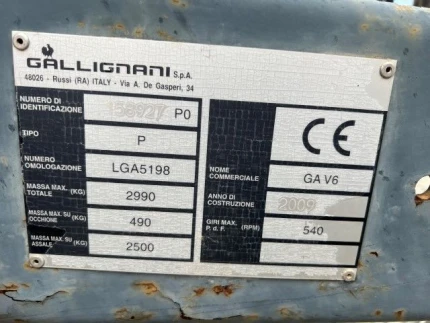 GALLIGNANI S.p.A.
48026 - Russi (RA) ITALY - Via A. De Gasperi, 34
NUMERO DI IDENTIFICAZIONE P0
TIPO P
NUMERO OMOLOGAZIONE LGA5198
MASSA MAX. TOTALE (KG) 2990
MASSA MAX. SU OCCHIONE (KG) 490
MASSA MAX. SU ASSALE (KG) 2500
CE
NOME COMMERCIALE GA V6
ANNO DI COSTRUZIONE 2009
GIRI MAX. P. d. F. (RPM) 540